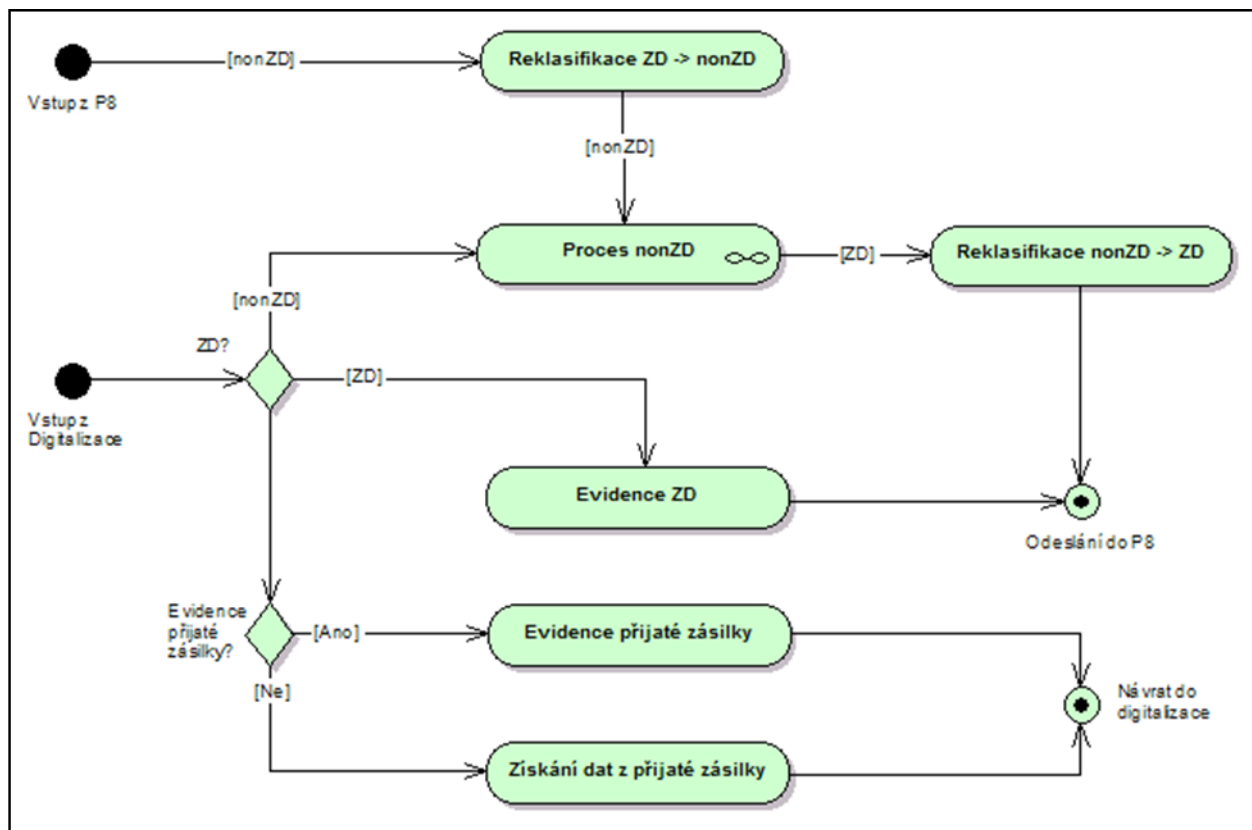 [nonZD]
Reklasifikace ZD -> nonZD
Vstup z P8
[nonZD]
Proces nonZD
[ZD]
Reklasifikace nonZD -> ZD
[nonZD]
ZD?
[ZD]
Vstup z
Digitalizace
Evidence ZD
Odeslání do P8
Evidence
přijaté
zásilky?
[Ano]
Evidence přijaté zásilky
[Ne]
Návrat do
digitalizace
Získání dat z přijaté zásilky